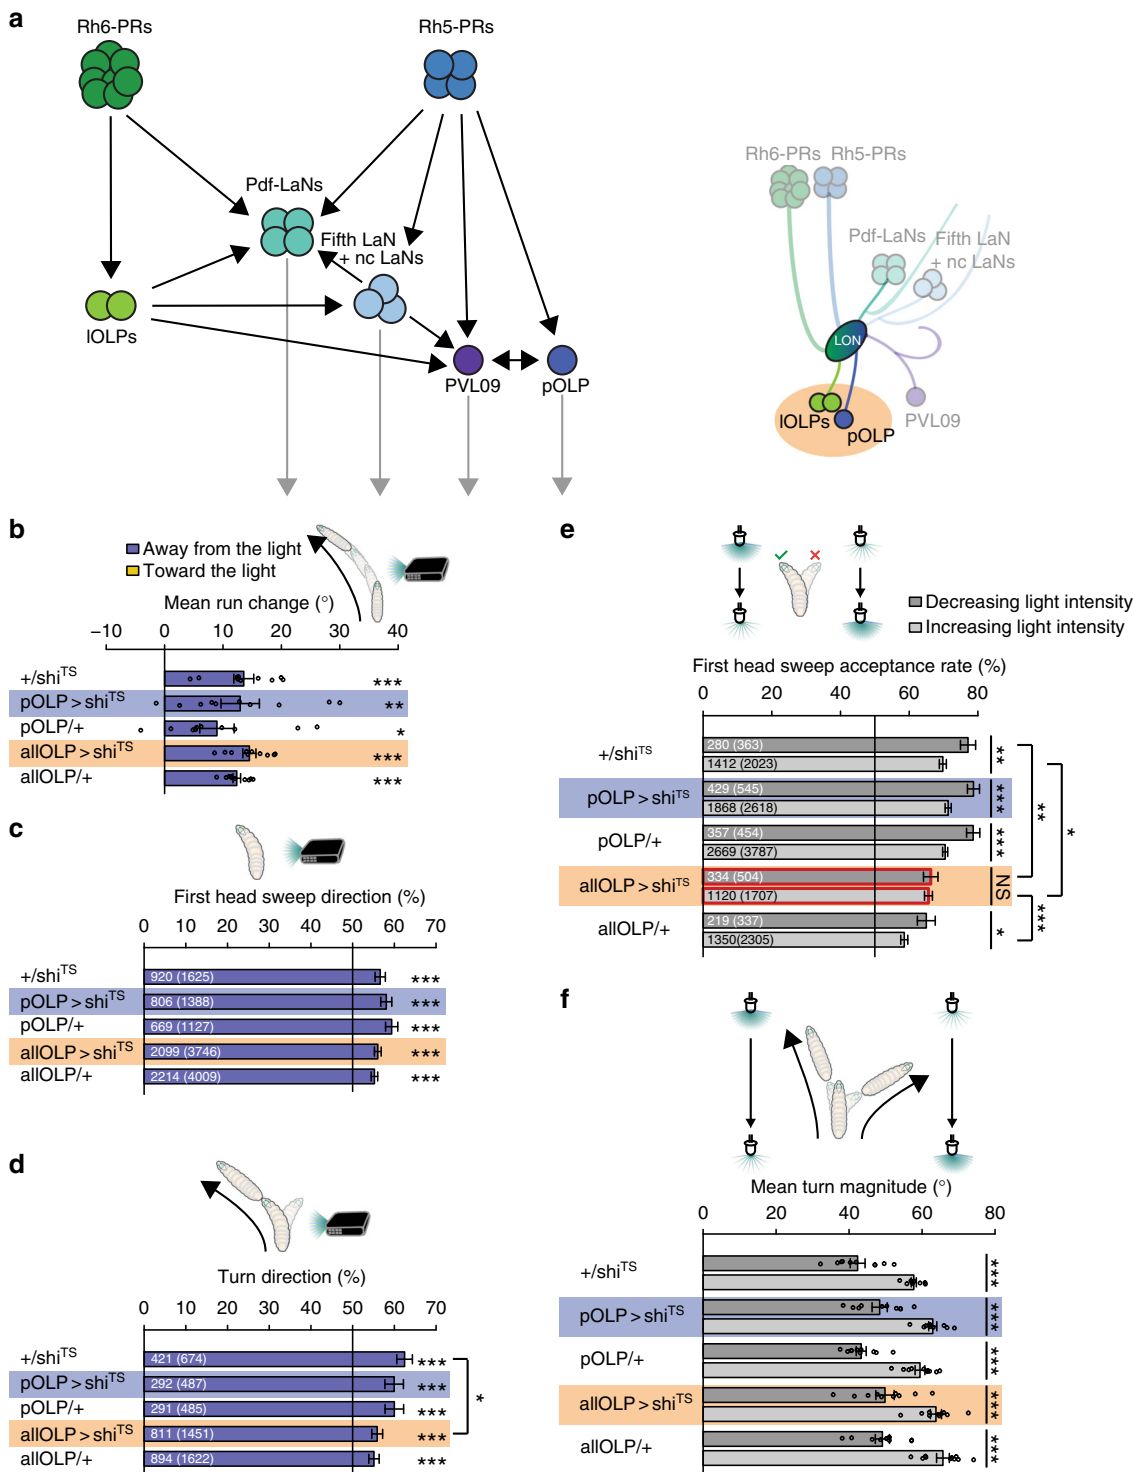 a
Rh6-PRs
Rh5-PRs
Pdf-LaNs
Fifth LaN
+ nc LaNs
lOLPs
PVL09
pOLP
Rh6-PRs
Rh5-PRs
Pdf-LaNs
Fifth LaN
+ nc LaNs
LON
lOLPs
pOLP
PVL09
b
Away from the light
Toward the light
Mean run change (°)
−10 0 10 20 30 40
+/shiTS ***
pOLP > shiTS **
pOLP/+ *
allOLP > shiTS ***
allOLP/+ ***
c
First head sweep direction (%)
0 10 20 30 40 50 60 70
+/shiTS 920 (1625) ***
pOLP > shiTS 806 (1388) ***
pOLP/+ 669 (1127) ***
allOLP > shiTS 2099 (3746) ***
allOLP/+ 2214 (4009) ***
d
Turn direction (%)
0 10 20 30 40 50 60 70
+/shiTS 421 (674) ***
pOLP > shiTS 292 (487) ***
pOLP/+ 291 (485) ***
allOLP > shiTS 811 (1451) ***
allOLP/+ 894 (1622) ***
*
e
✓ ×
Decreasing light intensity
Increasing light intensity
First head sweep acceptance rate (%)
0 20 40 60 80
+/shiTS 280 (363) **
1412 (2023)
pOLP > shiTS 429 (545) ***
1868 (2618)
pOLP/+ 357 (454) ***
2669 (3787)
allOLP > shiTS 334 (504) NS
1120 (1707)
allOLP/+ 219 (337) *
1350(2305)
**
*
***
f
Mean turn magnitude (°)
0 20 40 60 80
+/shiTS ***
pOLP > shiTS ***
pOLP/+ ***
allOLP > shiTS ***
allOLP/+ ***